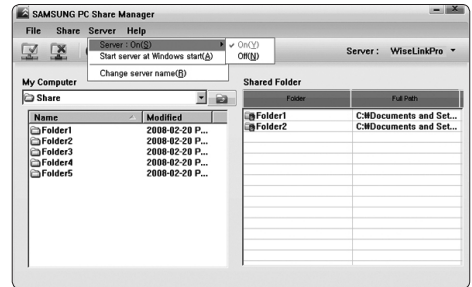 SAMSUNG PC Share Manager
File Share Server Help
Server : On(S)
On(Y)
Start server at Windows start(A)
Off(N)
Change server name(R)
Server : WiseLinkPro
My Computer
Shared Folder
Share
Folder Full Path
Name Modified
Folder1 C:₩Documents and Set...
Folder2 C:₩Documents and Set...
Folder1 2008-02-20 P...
Folder2 2008-02-20 P...
Folder3 2008-02-20 P...
Folder4 2008-02-20 P...
Folder5 2008-02-20 P...